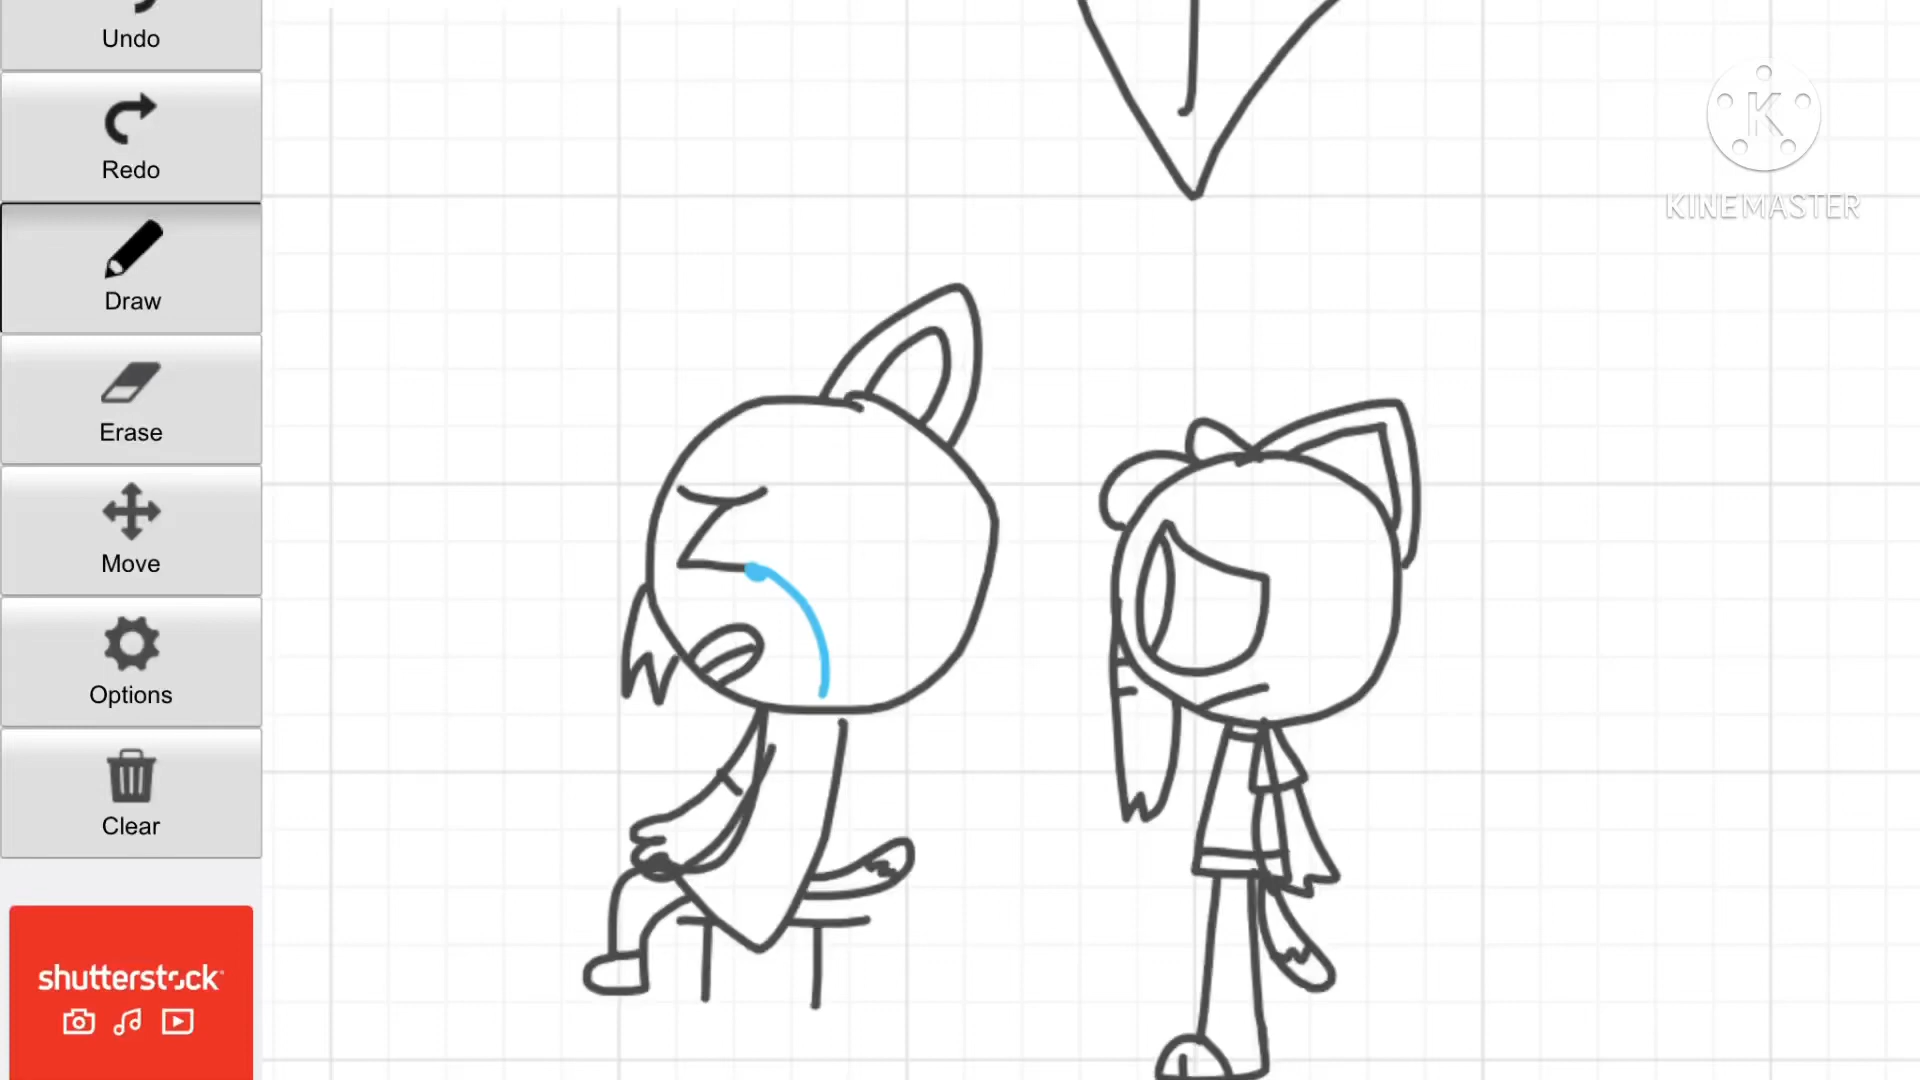 Undo
Redo
Draw
Erase
Move
Options
Clear
shutterstock
K
KINEMASTER